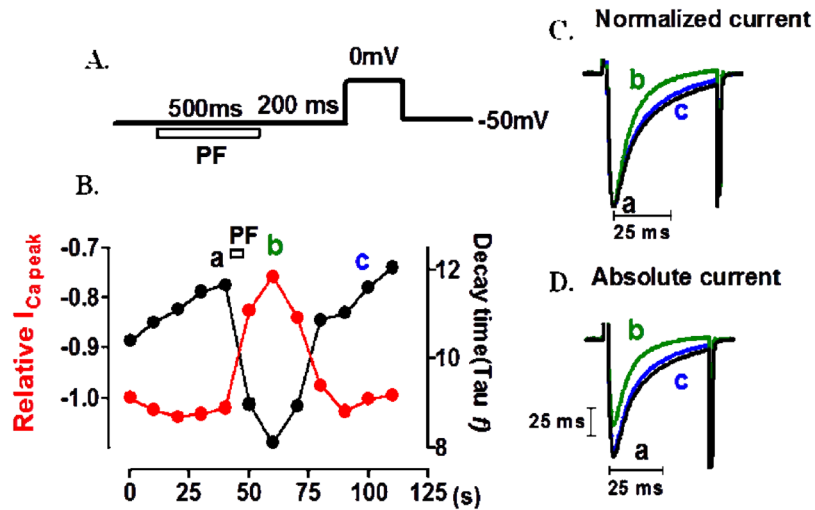 A.
0mV
500ms
200 ms
-50mV
PF
B.
PF
a
b
c
-0.7
-0.8
-0.9
-1.0
Relative I Ca peak
12
10
8
Decay time(Tau f)
0
25
50
75
100
125
(s)
C.
Normalized current
b
c
a
25 ms
D.
Absolute current
b
c
25 ms
a
25 ms